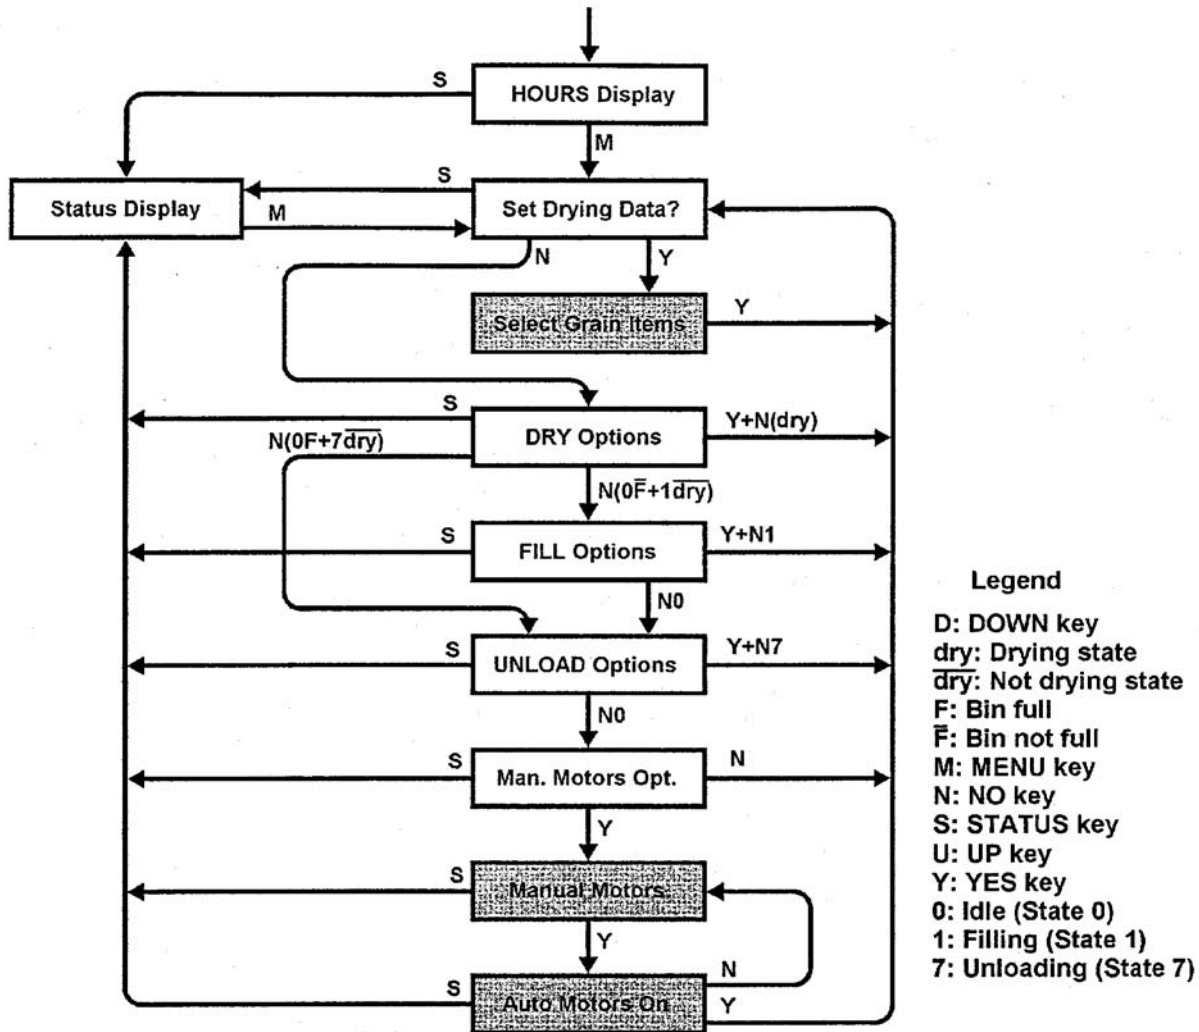 S
HOURS Display
M
S
Status Display
M
Set Drying Data?
N
Y
Select Grain Items
Y
S
DRY Options
Y+N(dry)
N(0F+7d̅r̅y̅)
N(0F̅+1d̅r̅y̅)
S
FILL Options
Y+N1
N0
S
UNLOAD Options
Y+N7
N0
S
Man. Motors Opt.
N
Y
S
Manual Motors
Y
N
S
Auto Motors On
Y
Legend
D: DOWN key
dry: Drying state
d̅r̅y̅: Not drying state
F: Bin full
F̅: Bin not full
M: MENU key
N: NO key
S: STATUS key
U: UP key
Y: YES key
0: Idle (State 0)
1: Filling (State 1)
7: Unloading (State 7)